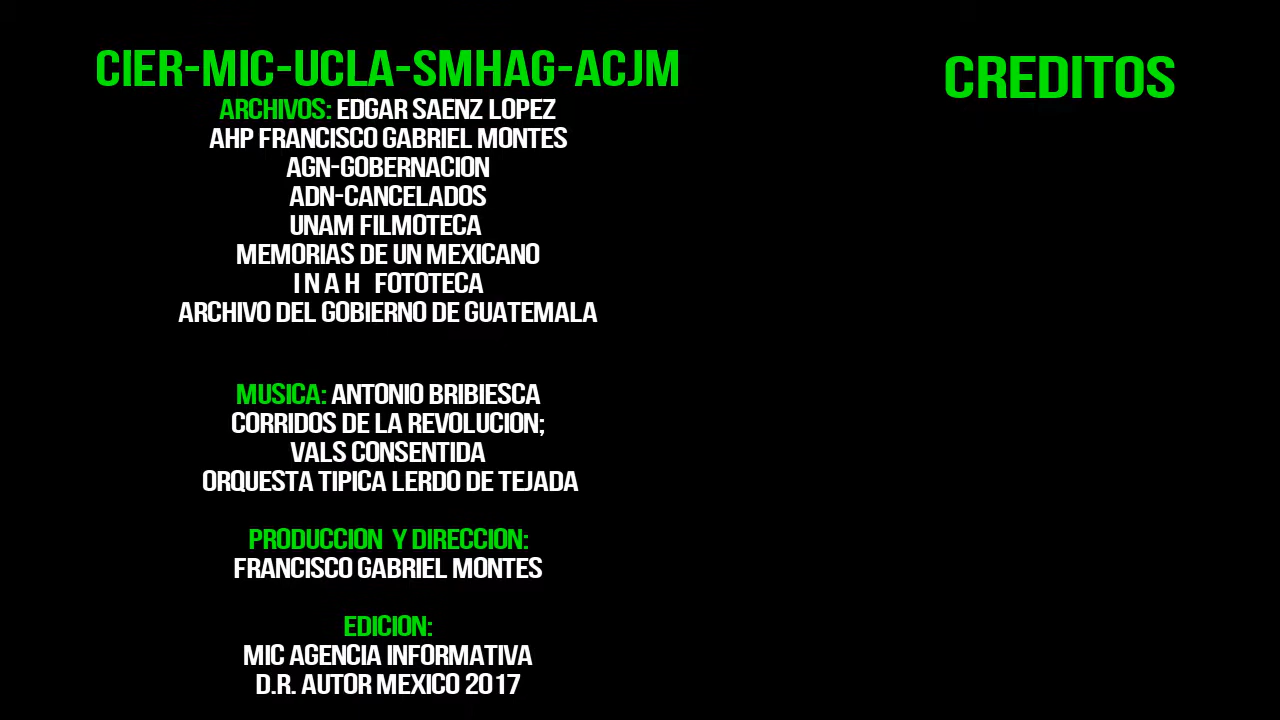 CIER-MIC-UCLA-SMHAG-ACJM
ARCHIVOS: EDGAR SAENZ LOPEZ
AHP FRANCISCO GABRIEL MONTES
AGN-GOBERNACION
ADN-CANCELADOS
UNAM FILMOTECA
MEMORIAS DE UN MEXICANO
I N A H FOTOTECA
ARCHIVO DEL GOBIERNO DE GUATEMALA
MUSICA: ANTONIO BRIBIESCA
CORRIDOS DE LA REVOLUCION;
VALS CONSENTIDA
ORQUESTA TIPICA LERDO DE TEJADA
PRODUCCION Y DIRECCION:
FRANCISCO GABRIEL MONTES
EDICION:
MIC AGENCIA INFORMATIVA
D.R. AUTOR MEXICO 2017
CREDITOS